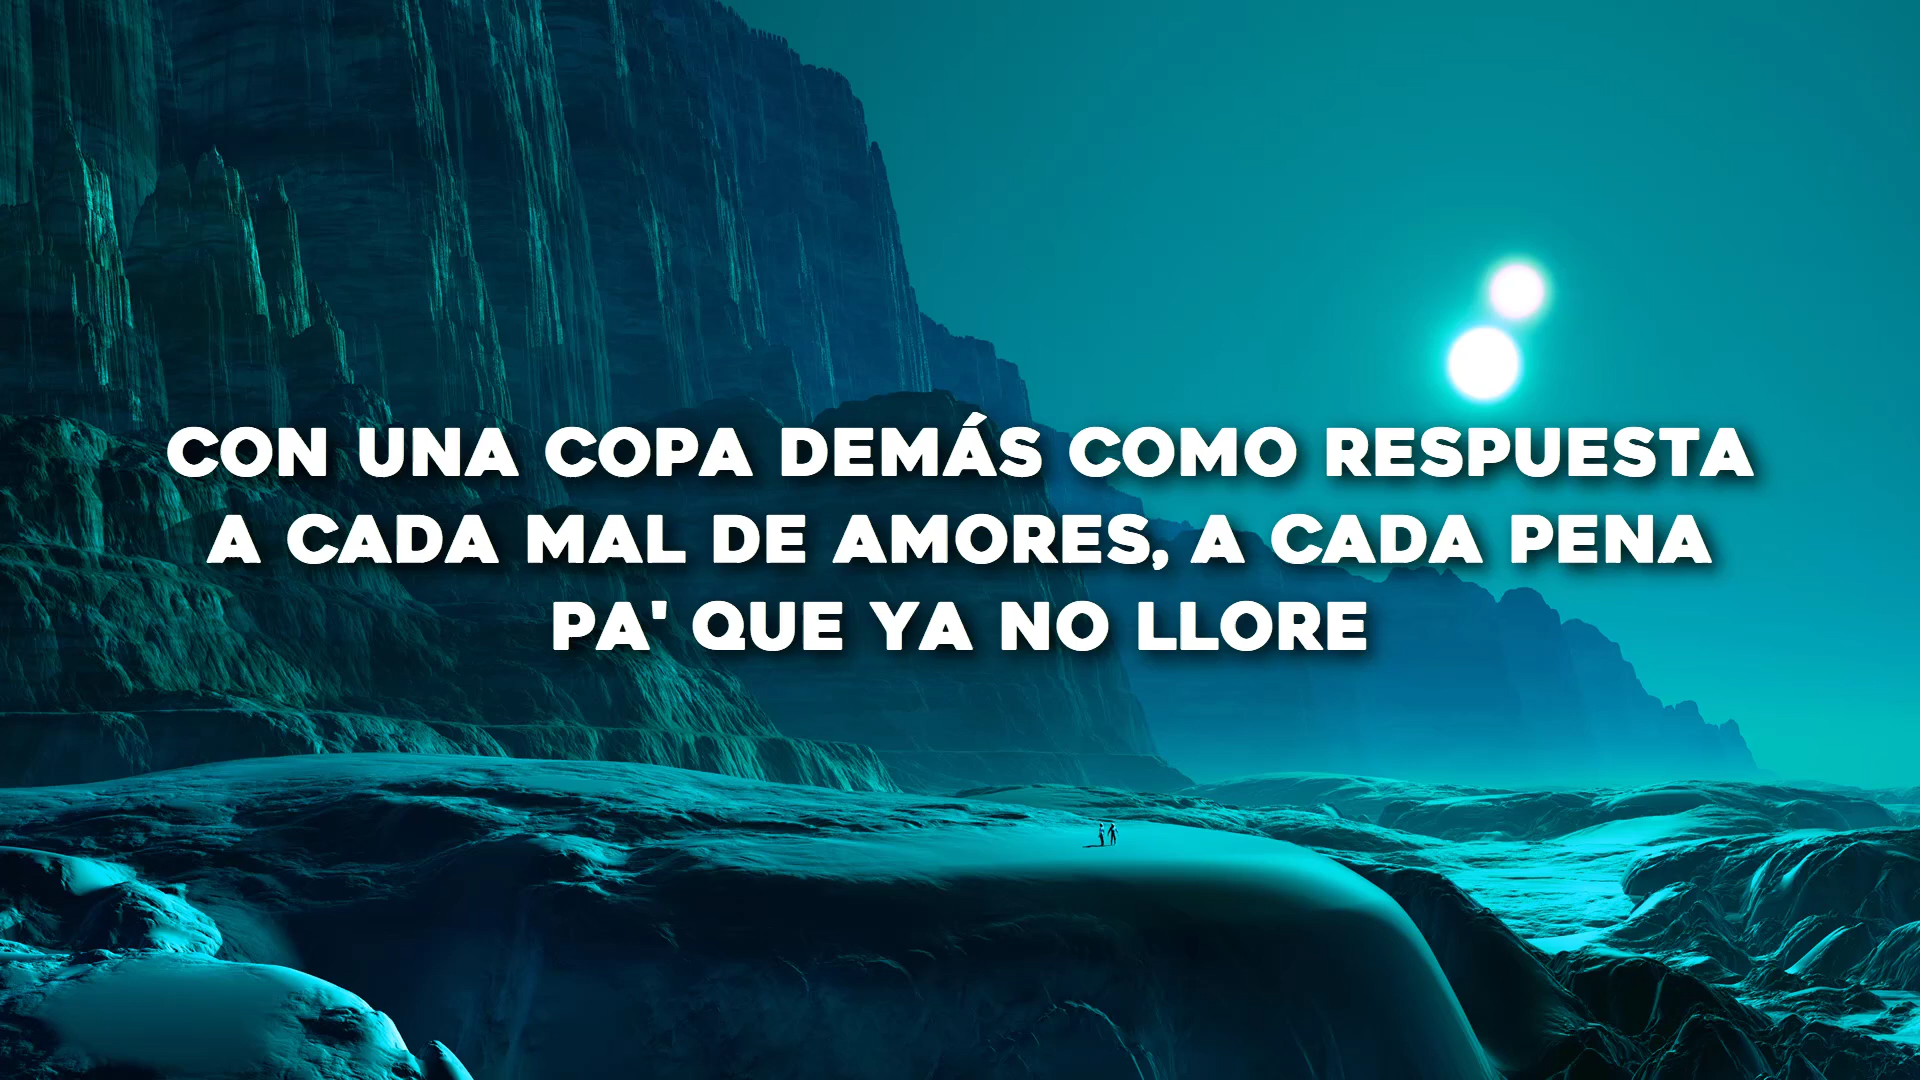 CON UNA COPA DEMÁS COMO RESPUESTA
A CADA MAL DE AMORES, A CADA PENA
PA' QUE YA NO LLORE